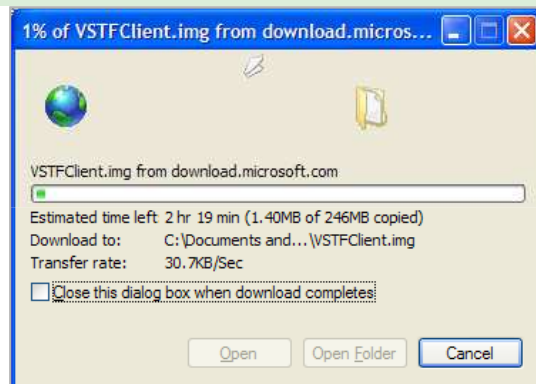 1% of VSTFClient.img from download.micros...
VSTFClient.img from download.microsoft.com
Estimated time left 2 hr 19 min (1.40MB of 246MB copied)
Download to: C:\Documents and...\VSTFClient.img
Transfer rate: 30.7KB/Sec
Close this dialog box when download completes
Open Open Folder Cancel